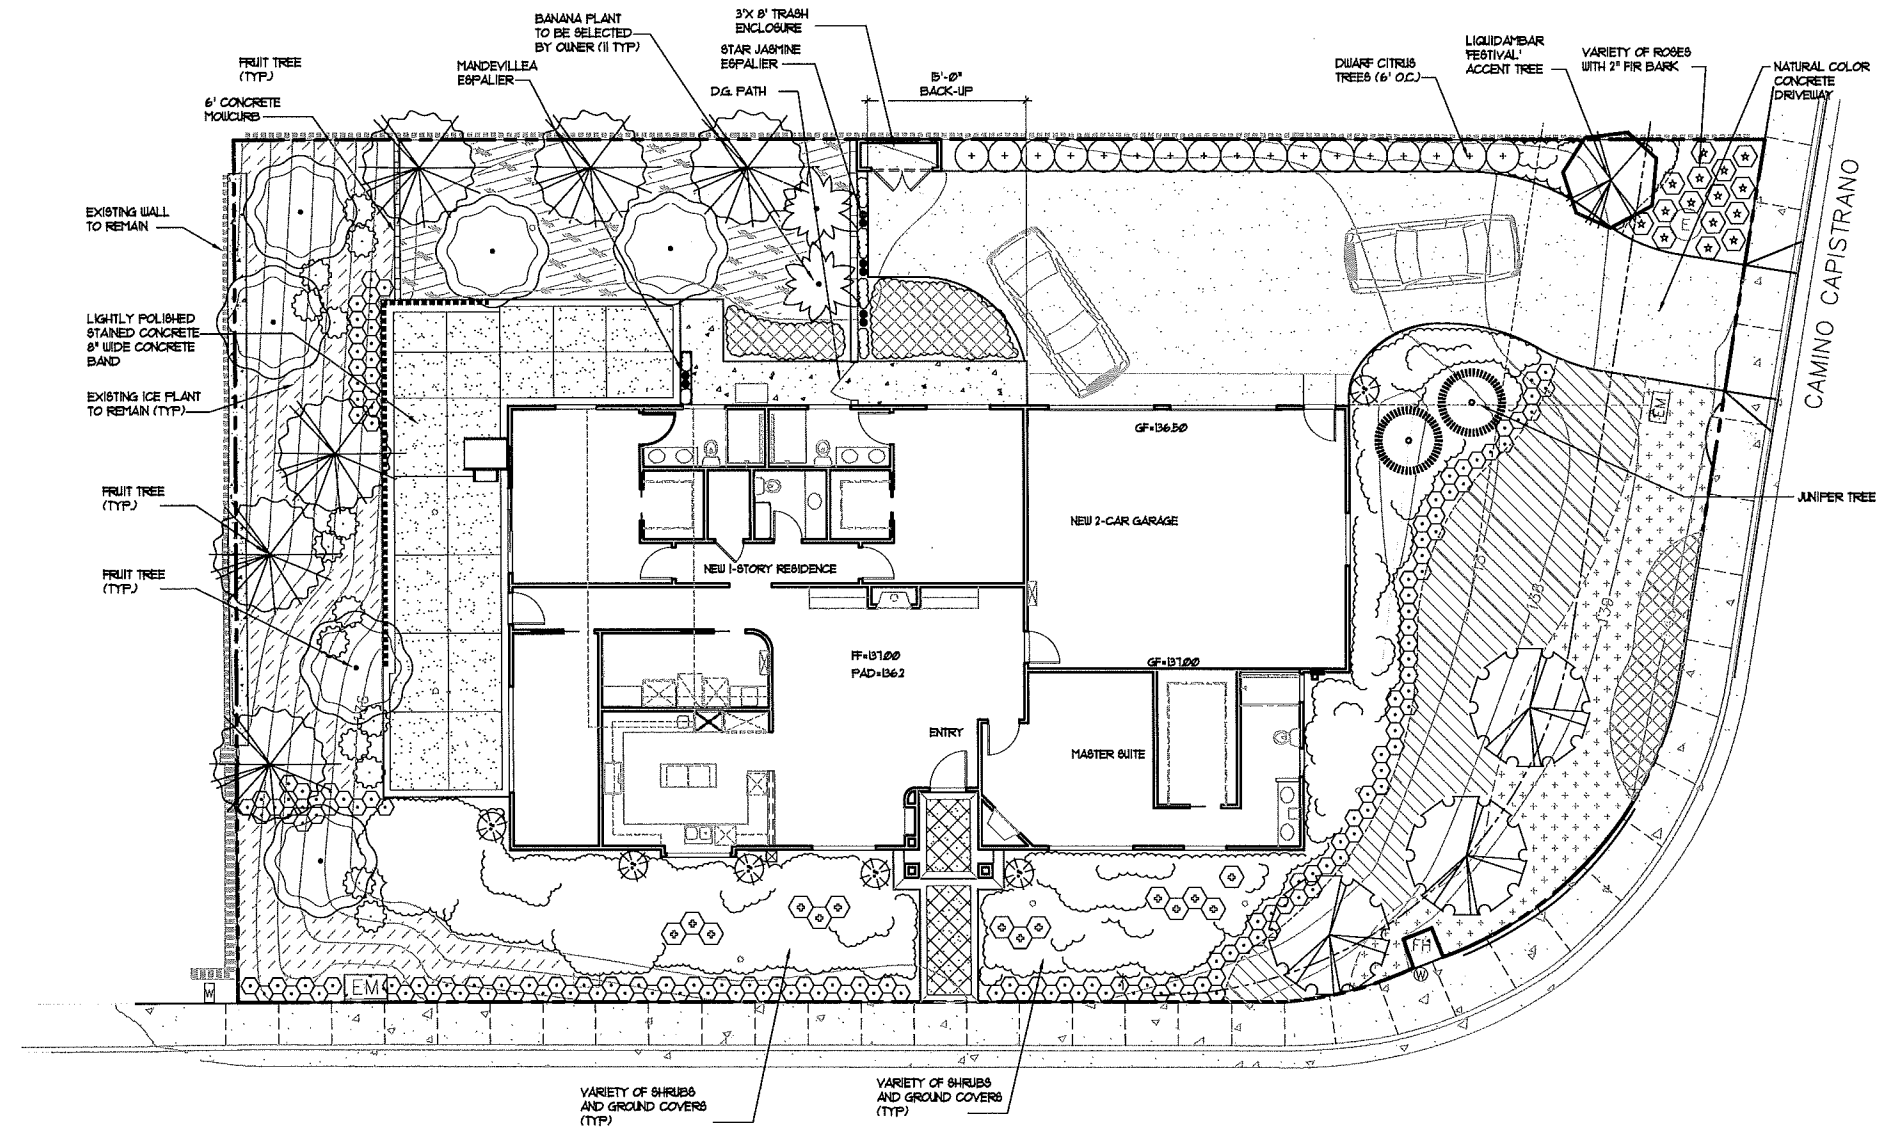 BANANA PLANT
TO BE SELECTED
BY OWNER (11 TYP)
3'X 8' TRASH
ENCLOSURE
STAR JASMINE
ESPALIER
D.G. PATH
MANDEVILLEA
ESPALIER
FRUIT TREE
(TYP.)
6' CONCRETE
MOWCURB
15'-0"
BACK-UP
DWARF CITRUS
TREES (6' O.C.)
LIQUIDAMBAR
'FESTIVAL'
ACCENT TREE
VARIETY OF ROSES
WITH 2" FIR BARK
NATURAL COLOR
CONCRETE
DRIVEWAY
CAMINO CAPISTRANO
EXISTING WALL
TO REMAIN
LIGHTLY POLISHED
STAINED CONCRETE
8" WIDE CONCRETE
BAND
EXISTING ICE PLANT
TO REMAIN (TYP)
FRUIT TREE
(TYP.)
FRUIT TREE
(TYP.)
E
EM
GF=136.50
JUNIPER TREE
NEW 2-CAR GARAGE
NEW 1-STORY RESIDENCE
FF=137.00
PAD=136.2
GF=137.00
ENTRY
MASTER SUITE
FH
W
EM
W
VARIETY OF SHRUBS
AND GROUND COVERS
(TYP)
VARIETY OF SHRUBS
AND GROUND COVERS
(TYP)